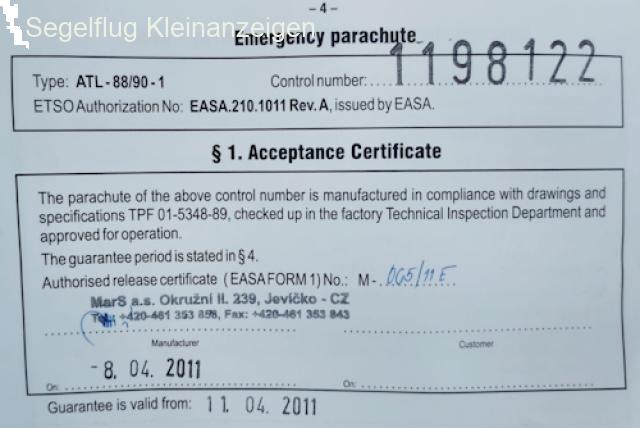 Segelflug Kleinanzeigen
- 4 -
Emergency parachute
Type: ATL - 88/90 - 1 Control number: 1198122
ETSO Authorization No: EASA.210.1011 Rev. A, issued by EASA.
§ 1. Acceptance Certificate
The parachute of the above control number is manufactured in compliance with drawings and
specifications TPF 01-5348-89, checked up in the factory Technical Inspection Department and
approved for operation.
The guarantee period is stated in § 4.
Authorised release certificate ( EASA FORM 1) No.: M - 065/11 E
MarS a.s. Okružní II. 239, Jevíčko - CZ
+420-461 353 858, Fax: +420-461 353 843
Manufacturer Customer
- 8. 04. 2011
On: On:
Guarantee is valid from: 11. 04. 2011